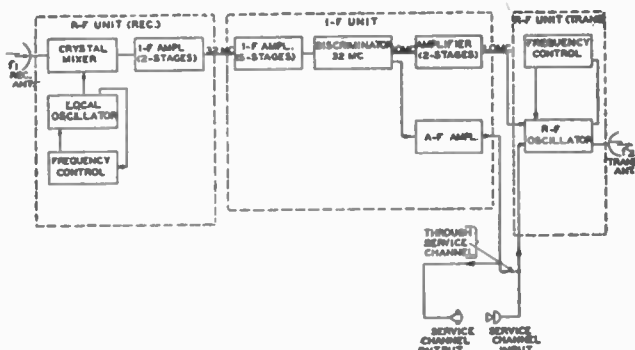 R-F UNIT (REC.)
I-F UNIT
R-F UNIT (TRANS.)
CRYSTAL
MIXER
I-F AMPL.
(2-STAGES)
32 MC
I-F AMPL.
(5-STAGES)
DISCRIMINATOR
32 MC
AMPLIFIER
(2-STAGES)
FREQUENCY
CONTROL
f1
REC.
ANT.
LOCAL
OSCILLATOR
A-F AMPL.
R-F
OSCILLATOR
f2
TRANS.
ANT.
FREQUENCY
CONTROL
THROUGH
SERVICE
CHANNEL
SERVICE
CHANNEL
OUTPUT
SERVICE
CHANNEL
INPUT